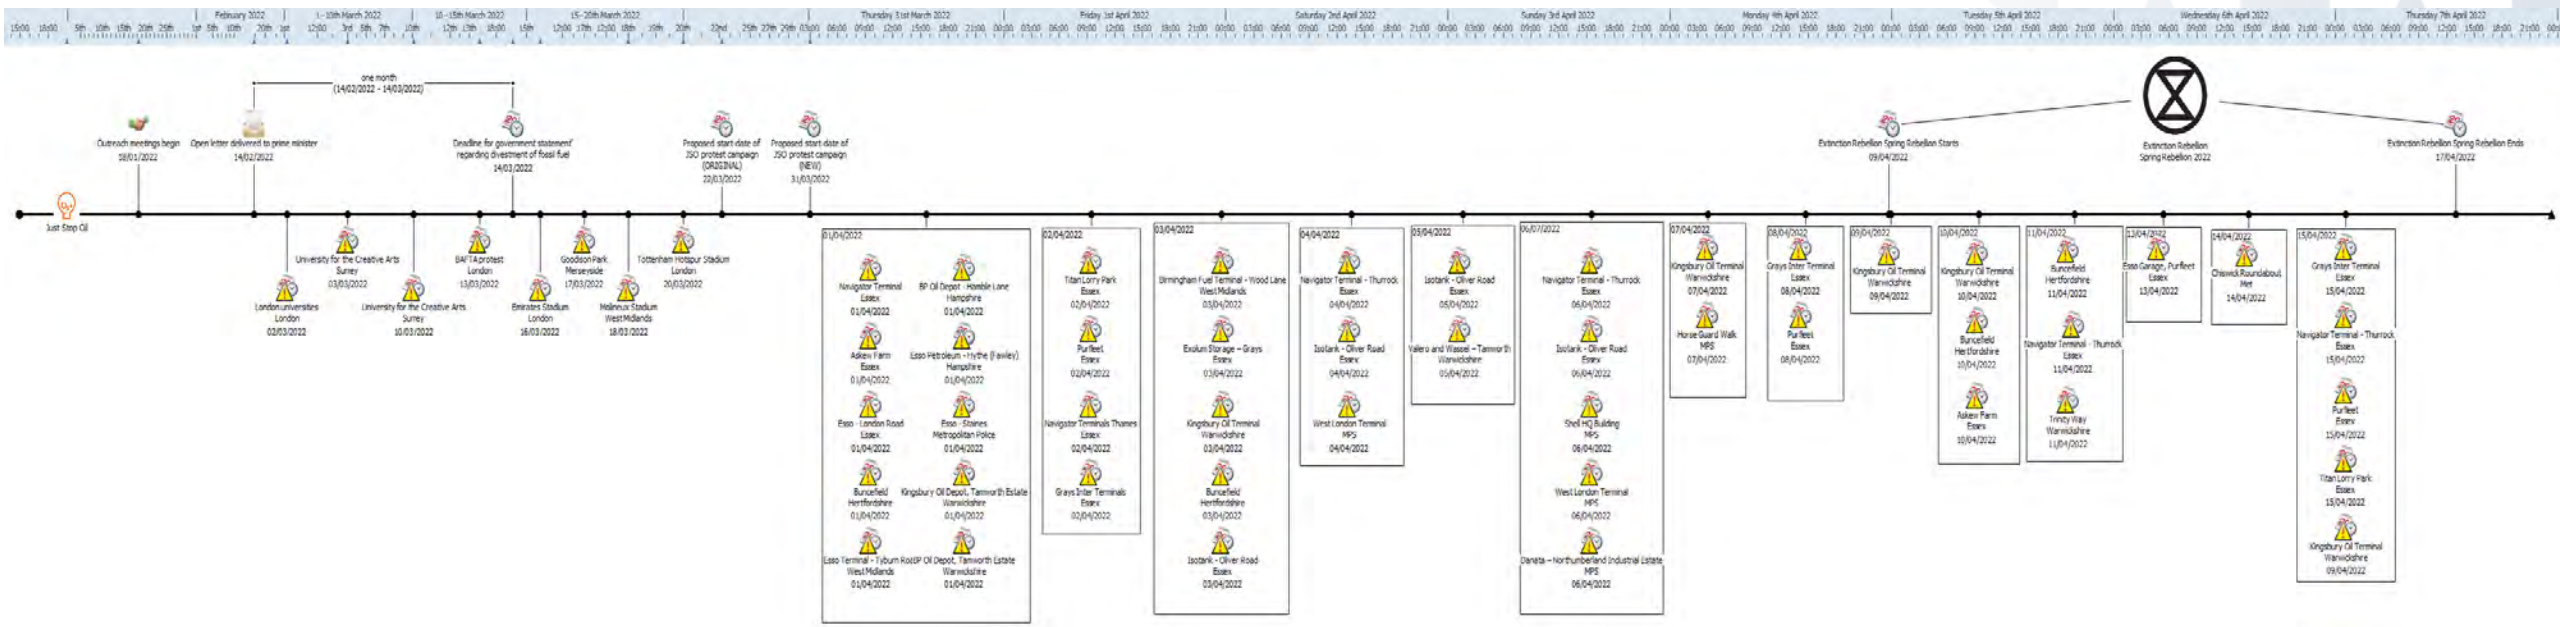 February 2022
1-10th March 2022
10-15th March 2022
15-20th March 2022
Thursday 31st March 2022
Friday 1st April 2022
Saturday 2nd April 2022
Sunday 3rd April 2022
Monday 4th April 2022
Tuesday 5th April 2022
Wednesday 6th April 2022
Thursday 7th April 2022
one month
(14/02/2022 - 14/03/2022)
Outreach meetings begin
18/01/2022
Open letter delivered to prime minister
14/02/2022
Deadline for government statement
regarding divestment of fossil fuel
14/03/2022
Proposed start-date of
JSO protest campaign
(ORIGINAL)
22/03/2022
Proposed start-date of
JSO protest campaign
(NEW)
31/03/2022
Extinction Rebellion Spring Rebellion Starts
09/04/2022
Extinction Rebellion
Spring Rebellion 2022
Extinction Rebellion Spring Rebellion Ends
17/04/2022
Just Stop Oil
London universities
London
02/03/2022
University for the Creative Arts
Surrey
03/03/2022
University for the Creative Arts
Surrey
10/03/2022
BAFTA protest
London
13/03/2022
Emirates Stadium
London
16/03/2022
Goodison Park
Merseyside
17/03/2022
Molineux Stadium
West Midlands
18/03/2022
Tottenham Hotspur Stadium
London
20/03/2022
01/04/2022
Navigator Terminal
Essex
01/04/2022
Askew Farm
Essex
01/04/2022
Esso - London Road
Essex
01/04/2022
Buncefield
Hertfordshire
01/04/2022
Esso Terminal - Tyburn Road
West Midlands
01/04/2022
BP Oil Depot - Hamble Lane
Hampshire
01/04/2022
Esso Petroleum - Hythe (Fawley)
Hampshire
01/04/2022
Esso - Staines
Metropolitan Police
01/04/2022
Kingsbury Oil Depot, Tamworth Estate
Warwickshire
01/04/2022
BP Oil Depot, Tamworth Estate
Warwickshire
01/04/2022
02/04/2022
Titan Lorry Park
Essex
02/04/2022
Purfleet
Essex
02/04/2022
Navigator Terminals Thames
Essex
02/04/2022
Grays Inter Terminals
Essex
02/04/2022
03/04/2022
Birmingham Fuel Terminal - Wood Lane
West Midlands
03/04/2022
Exolum Storage – Grays
Essex
03/04/2022
Kingsbury Oil Terminal
Warwickshire
03/04/2022
Buncefield
Hertfordshire
03/04/2022
Isotank - Oliver Road
Essex
03/04/2022
04/04/2022
Navigator Terminal - Thurrock
Essex
04/04/2022
Isotank - Oliver Road
Essex
04/04/2022
West London Terminal
MPS
04/04/2022
05/04/2022
Isotank - Oliver Road
Essex
05/04/2022
Valero and Wassel – Tamworth
Warwickshire
05/04/2022
06/07/2022
Navigator Terminal - Thurrock
Essex
06/04/2022
Isotank - Oliver Road
Essex
06/04/2022
Shell HQ Building
MPS
06/04/2022
West London Terminal
MPS
06/04/2022
Danata – Northumberland Industrial Estate
MPS
06/04/2022
07/04/2022
Kingsbury Oil Terminal
Warwickshire
07/04/2022
Horse Guard Walk
MPS
07/04/2022
08/04/2022
Grays Inter Terminal
Essex
08/04/2022
Purfleet
Essex
08/04/2022
09/04/2022
Kingsbury Oil Terminal
Warwickshire
09/04/2022
10/04/2022
Kingsbury Oil Terminal
Warwickshire
10/04/2022
Buncefield
Hertfordshire
10/04/2022
Askew Farm
Essex
10/04/2022
11/04/2022
Buncefield
Hertfordshire
11/04/2022
Navigator Terminal - Thurrock
Essex
11/04/2022
Trinity Way
Warwickshire
11/04/2022
13/04/2022
Esso Garage, Purfleet
Essex
13/04/2022
14/04/2022
Chiswick Roundabout
Met
14/04/2022
15/04/2022
Grays Inter Terminal
Essex
15/04/2022
Navigator Terminal - Thurrock
Essex
15/04/2022
Purfleet
Essex
15/04/2022
Titan Lorry Park
Essex
15/04/2022
Kingsbury Oil Terminal
Warwickshire
09/04/2022